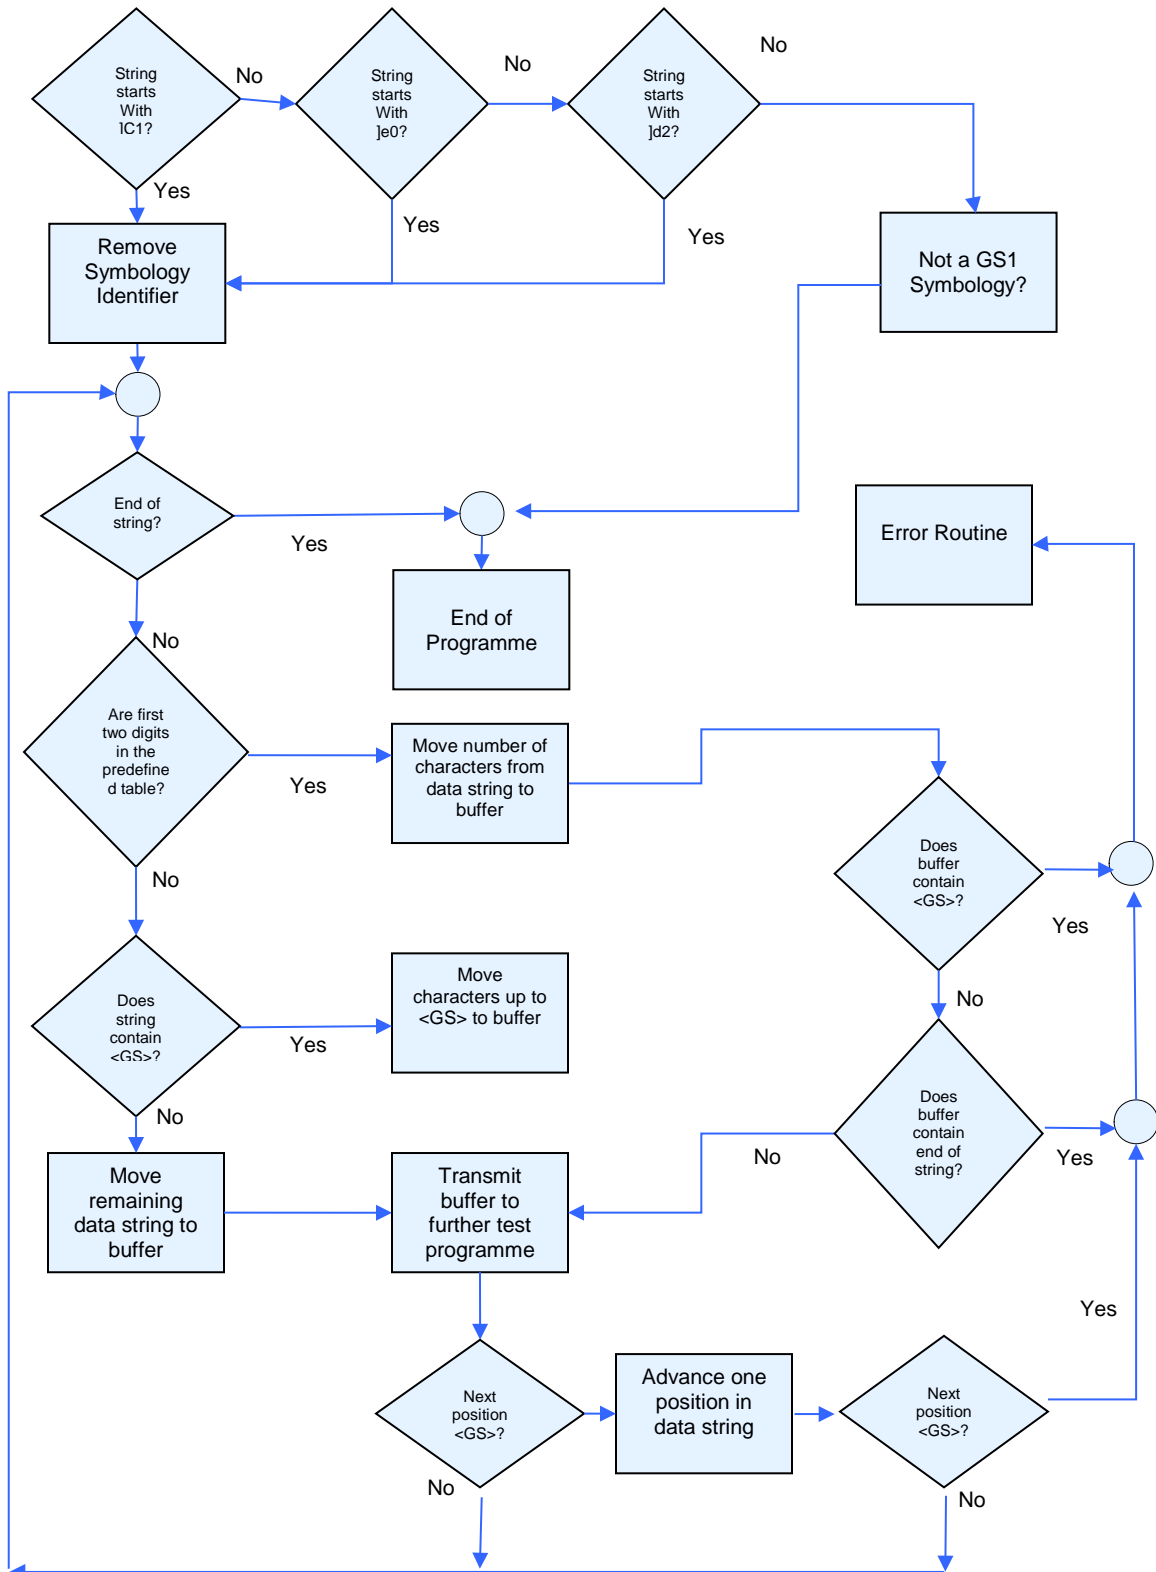 String
starts
With
]C1?
No
String
starts
With
]e0?
No
String
starts
With
]d2?
No
Yes
Yes
Yes
Remove
Symbology
Identifier
Not a GS1
Symbology?
End of
string?
Yes
Error Routine
End of
Programme
No
Are first
two digits
in the
predefine
d table?
Yes
Move number of
characters from
data string to
buffer
Does
buffer
contain
<GS>?
Yes
No
No
Does
string
contain
<GS>?
Yes
Move
characters up to
<GS> to buffer
No
Does
buffer
contain
end of
string?
Yes
No
Move
remaining
data string to
buffer
Transmit
buffer to
further test
programme
Yes
Next
position
<GS>?
Advance one
position in
data string
Next
position
<GS>?
No
No